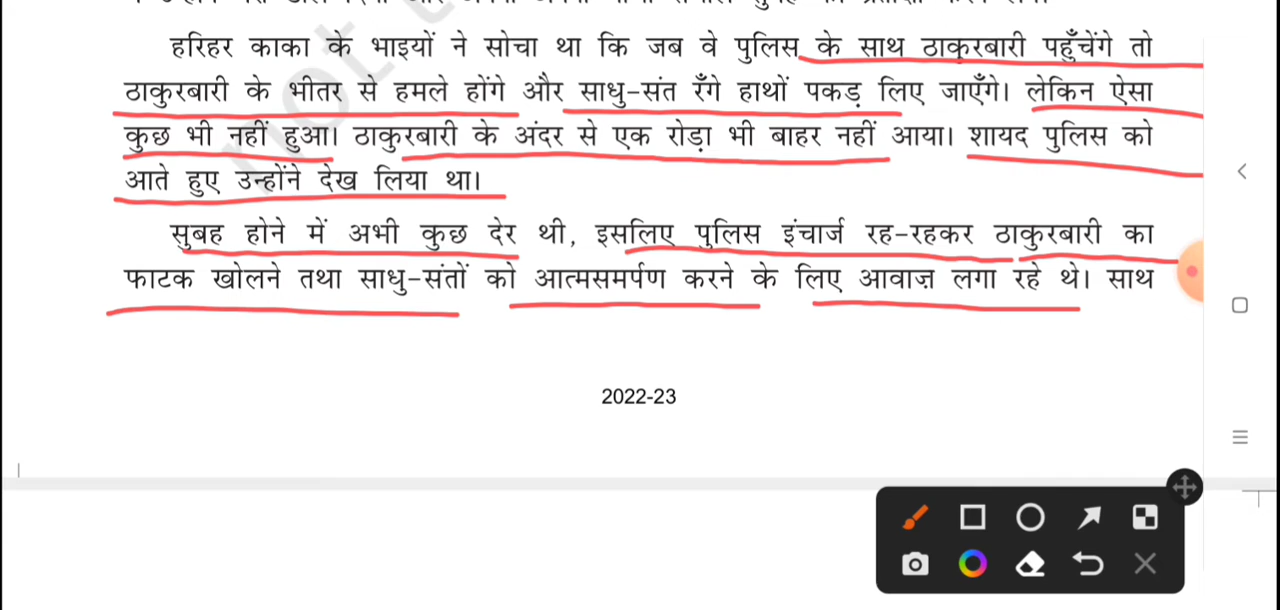 हरिहर काका के भाइयों ने सोचा था कि जब वे पुलिस के साथ ठाकुरबारी पहुँचेंगे तो
ठाकुरबारी के भीतर से हमले होंगे और साधु-संत रँगे हाथों पकड़ लिए जाएँगे। लेकिन ऐसा
कुछ भी नहीं हुआ। ठाकुरबारी के अंदर से एक रोड़ा भी बाहर नहीं आया। शायद पुलिस को
आते हुए उन्होंने देख लिया था।
सुबह होने में अभी कुछ देर थी, इसलिए पुलिस इंचार्ज रह-रहकर ठाकुरबारी का
फाटक खोलने तथा साधु-संतों को आत्मसमर्पण करने के लिए आवाज़ लगा रहे थे। साथ
not t
2022-23